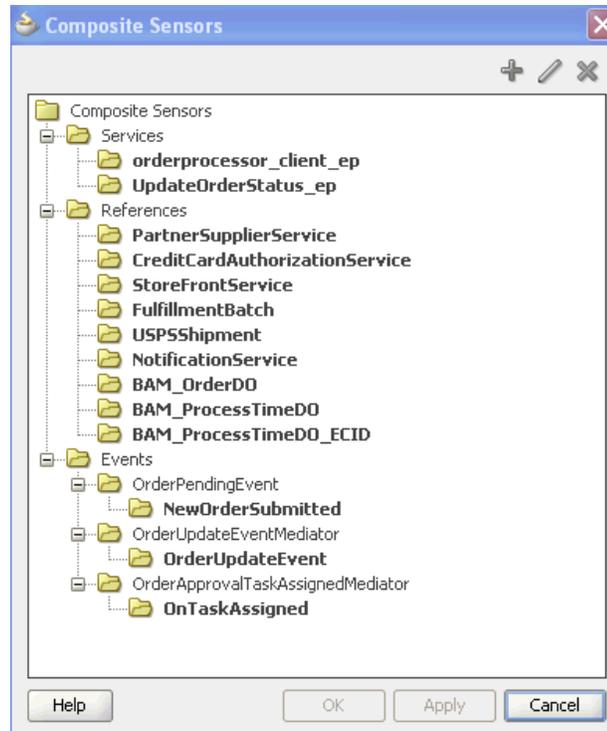 Composite Sensors
Composite Sensors
Services
orderprocessor_client_ep
UpdateOrderStatus_ep
References
PartnerSupplierService
CreditCardAuthorizationService
StoreFrontService
FulfillmentBatch
USPSShipment
NotificationService
BAM_OrderDO
BAM_ProcessTimeDO
BAM_ProcessTimeDO_ECID
Events
OrderPendingEvent
NewOrderSubmitted
OrderUpdateEventMediator
OrderUpdateEvent
OrderApprovalTaskAssignedMediator
OnTaskAssigned
Help OK Apply Cancel